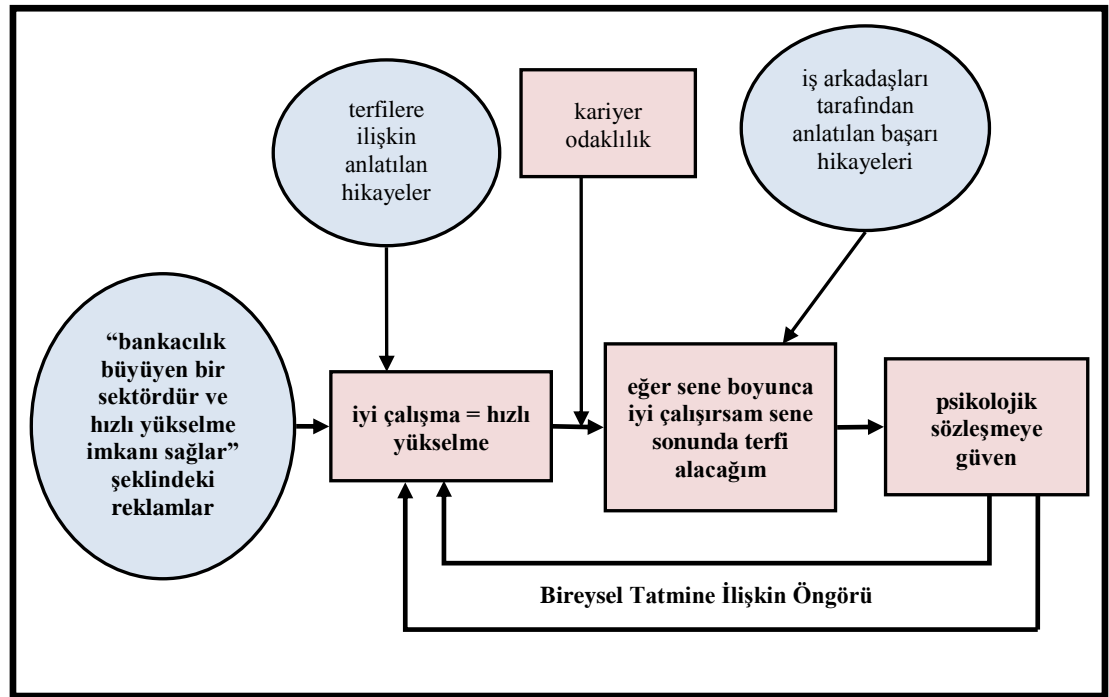 terfilere
ilişkin
anlatılan
hikayeler
kariyer
odaklılık
iş arkadaşları
tarafından
anlatılan başarı
hikayeleri
“bankacılık
büyüyen bir
sektördür ve
hızlı yükselme
imkanı sağlar”
şeklindeki
reklamlar
iyi çalışma = hızlı
yükselme
eğer sene boyunca
iyi çalışırsam sene
sonunda terfi
alacağım
psikolojik
sözleşmeye
güven
Bireysel Tatmine İlişkin Öngörü